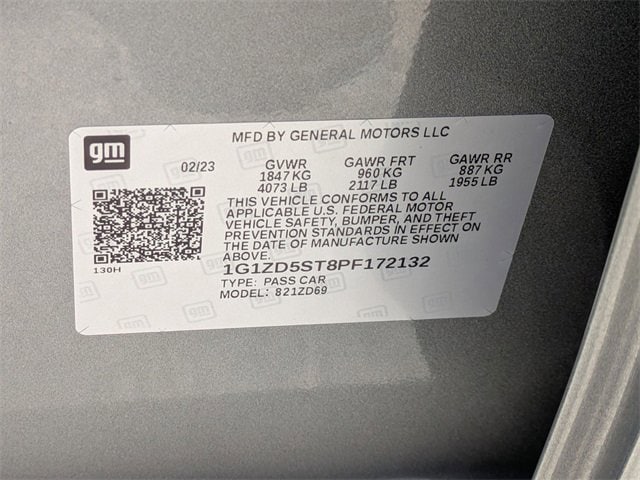 gm
MFD BY GENERAL MOTORS LLC
02/23 GVWR GAWR FRT GAWR RR
1847 KG 960 KG 887 KG
4073 LB 2117 LB 1955 LB
THIS VEHICLE CONFORMS TO ALL
APPLICABLE U.S. FEDERAL MOTOR
VEHICLE SAFETY, BUMPER, AND THEFT
PREVENTION STANDARDS IN EFFECT ON
THE DATE OF MANUFACTURE SHOWN
ABOVE.
130H
1G1ZD5ST8PF172132
TYPE: PASS CAR
MODEL: 821ZD69